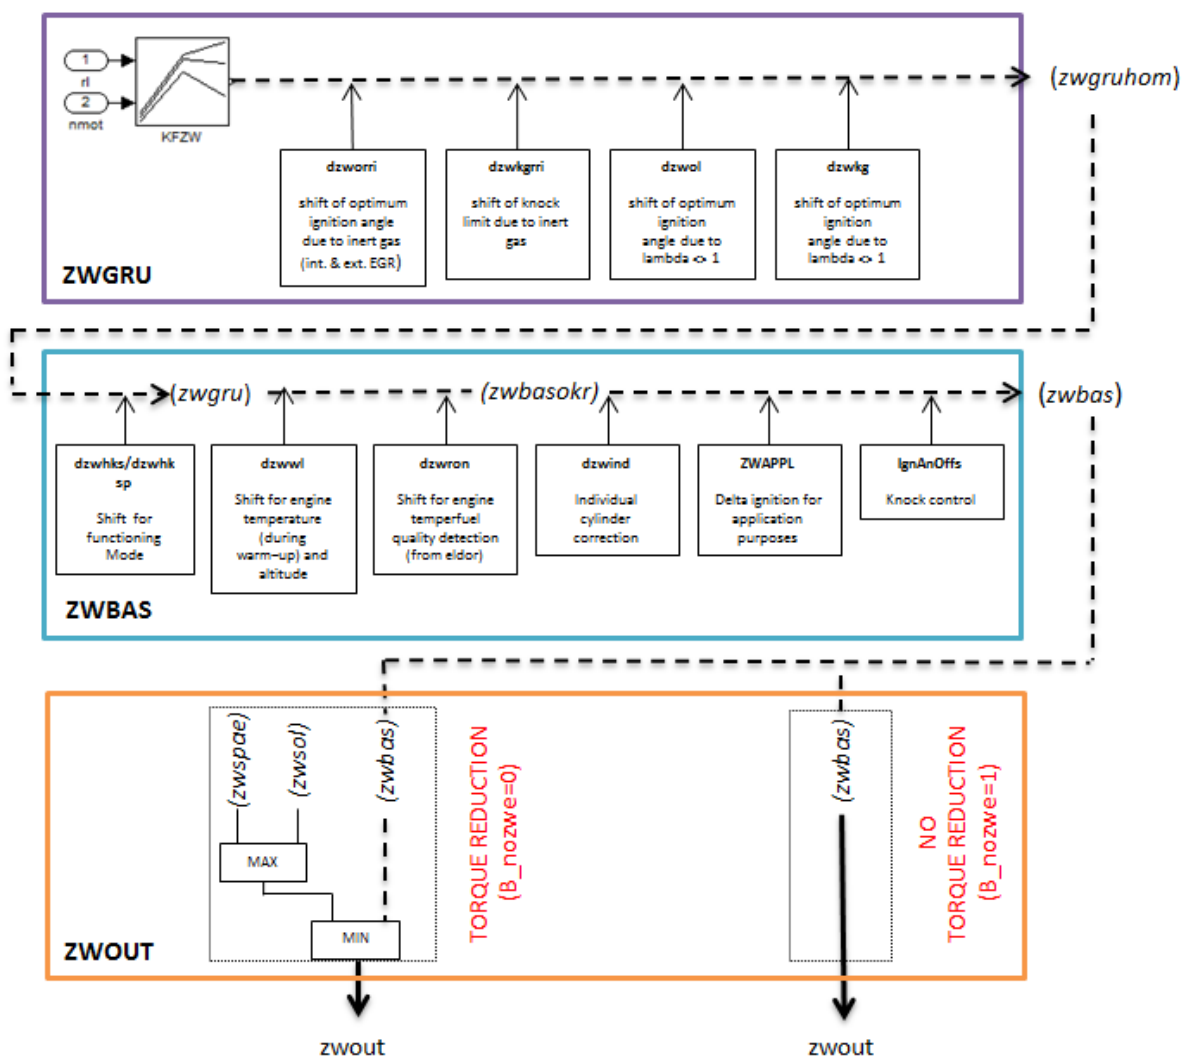 1
rl
2
nmot
KFZW
(zwgruhom)
dzworri
shift of optimum
ignition angle
due to inert gas
(int. & ext. EGR)
dzwkgrri
shift of knock
limit due to inert
gas
dzwol
shift of optimum
ignition
angle due to
lambda <> 1
dzwkg
shift of optimum
ignition
angle due to
lambda <> 1
ZWGRU
(zwgru)
(zwbasokr)
(zwbas)
dzwhks/dzwhk
sp
Shift for
functioning
Mode
dzwwl
Shift for engine
temperature
(during
warm–up) and
altitude
dzwron
Shift for engine
temperfuel
quality detection
(from eldor)
dzwind
Individual
cylinder
correction
ZWAPPL
Delta ignition for
application
purposes
IgnAnOffs
Knock control
ZWBAS
(zwspae)
(zwsol)
(zwbas)
MAX
MIN
TORQUE REDUCTION
(B_nozwe=0)
(zwbas)
NO
TORQUE REDUCTION
(B_nozwe=1)
ZWOUT
zwout
zwout